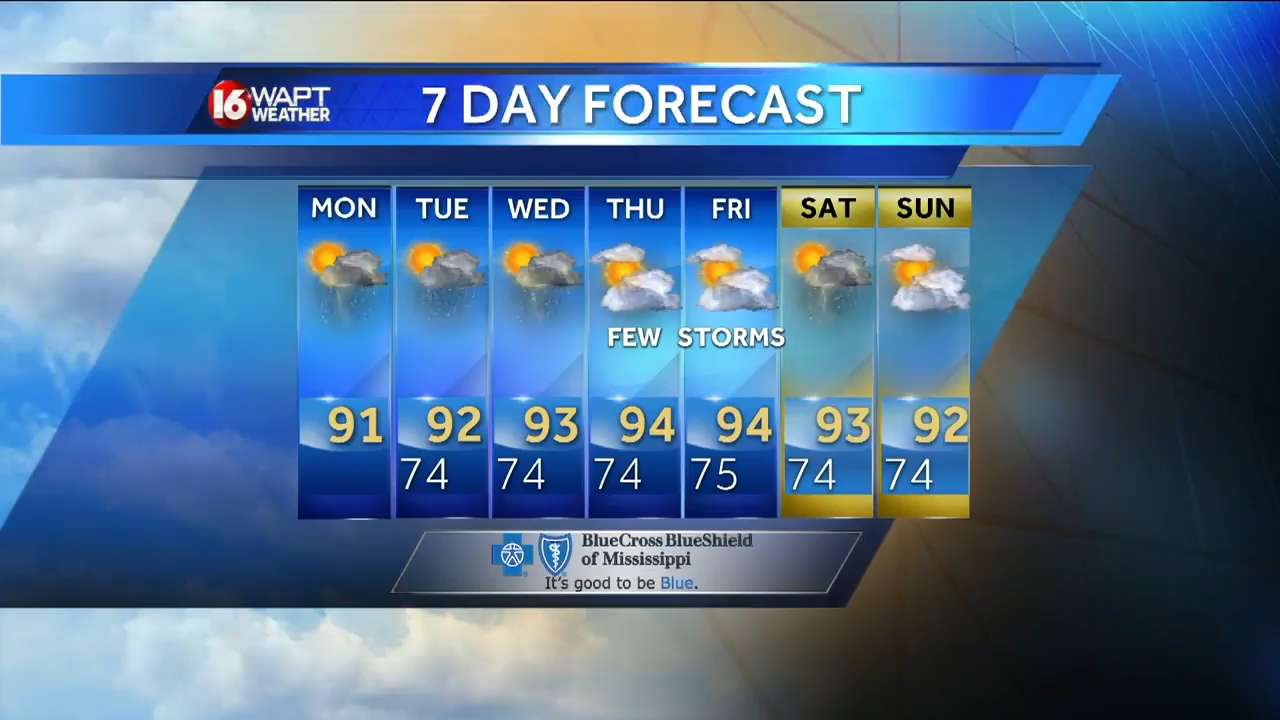 16 WAPT
WEATHER
7 DAY FORECAST
MON TUE WED THU FRI SAT SUN
FEW STORMS
91 92 93 94 94 93 92
74 74 74 75 74 74
BlueCross BlueShield
of Mississippi
It's good to be Blue.